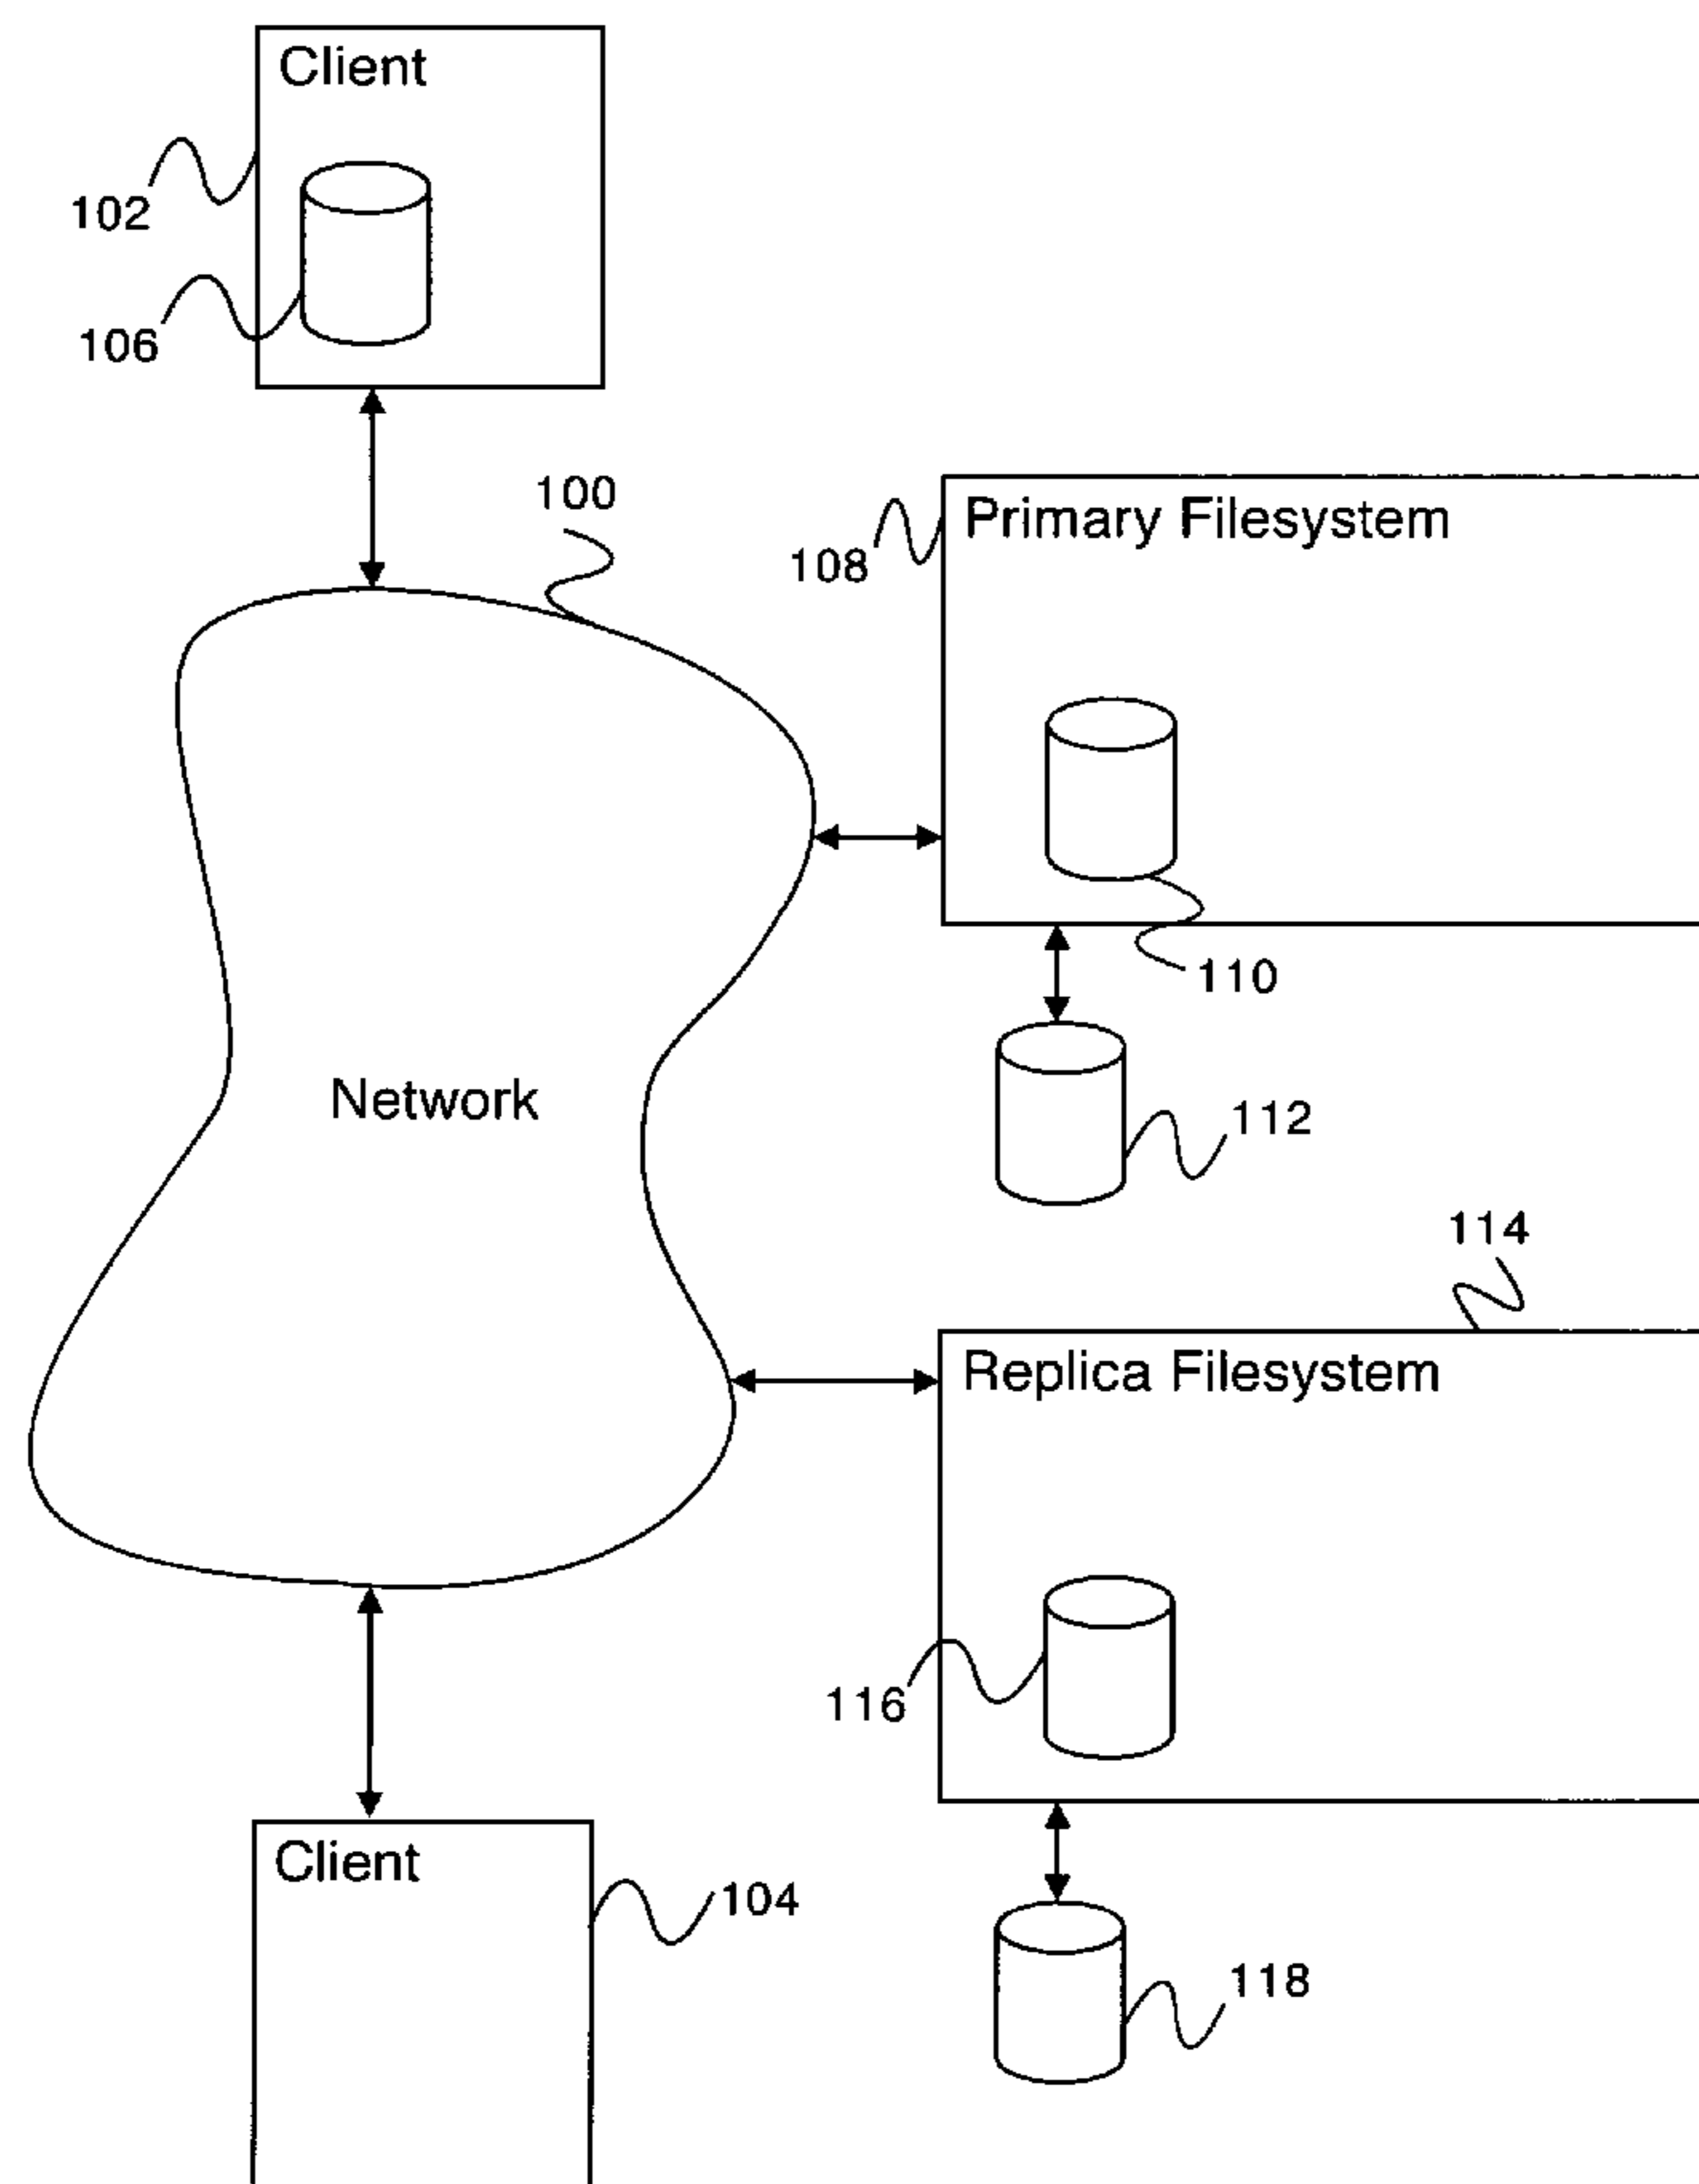 Client
102
106
100
Primary Filesystem
108
110
Network
112
114
Replica Filesystem
116
Client
104
118